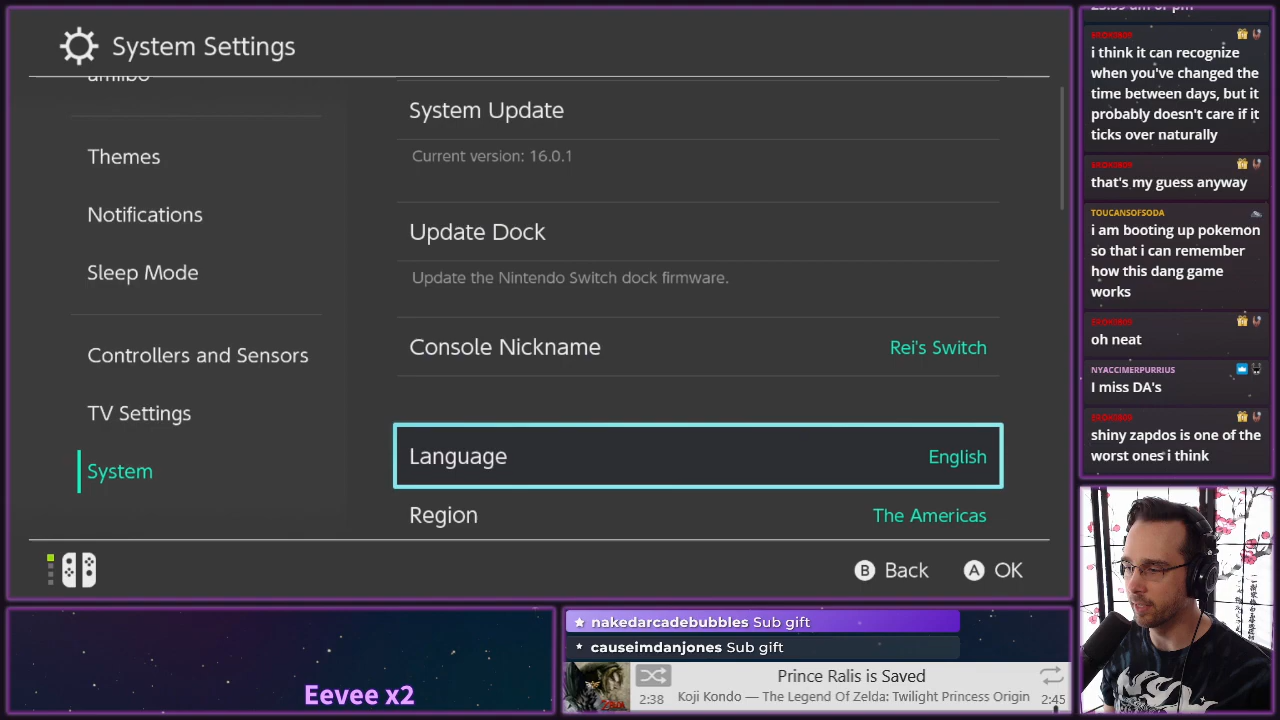 System Settings
amiibo
Themes
Notifications
Sleep Mode
Controllers and Sensors
TV Settings
System
System Update
Current version: 16.0.1
Update Dock
Update the Nintendo Switch dock firmware.
Console Nickname Rei's Switch
Language English
Region The Americas
B Back A OK
23:59 am or pm
i think it can recognize
when you've changed the
time between days, but it
probably doesn't care if it
ticks over naturally
that's my guess anyway
TOUCANSOFSODA
i am booting up pokemon
so that i can remember
how this dang game
works
oh neat
NYACCIMERPURRIUS
I miss DA's
shiny zapdos is one of the
worst ones i think
Eevee x2
nakedarcadebubbles Sub gift
causeimdanjones Sub gift
Prince Ralis is Saved
2:38 Koji Kondo — The Legend Of Zelda: Twilight Princess Origin 2:45